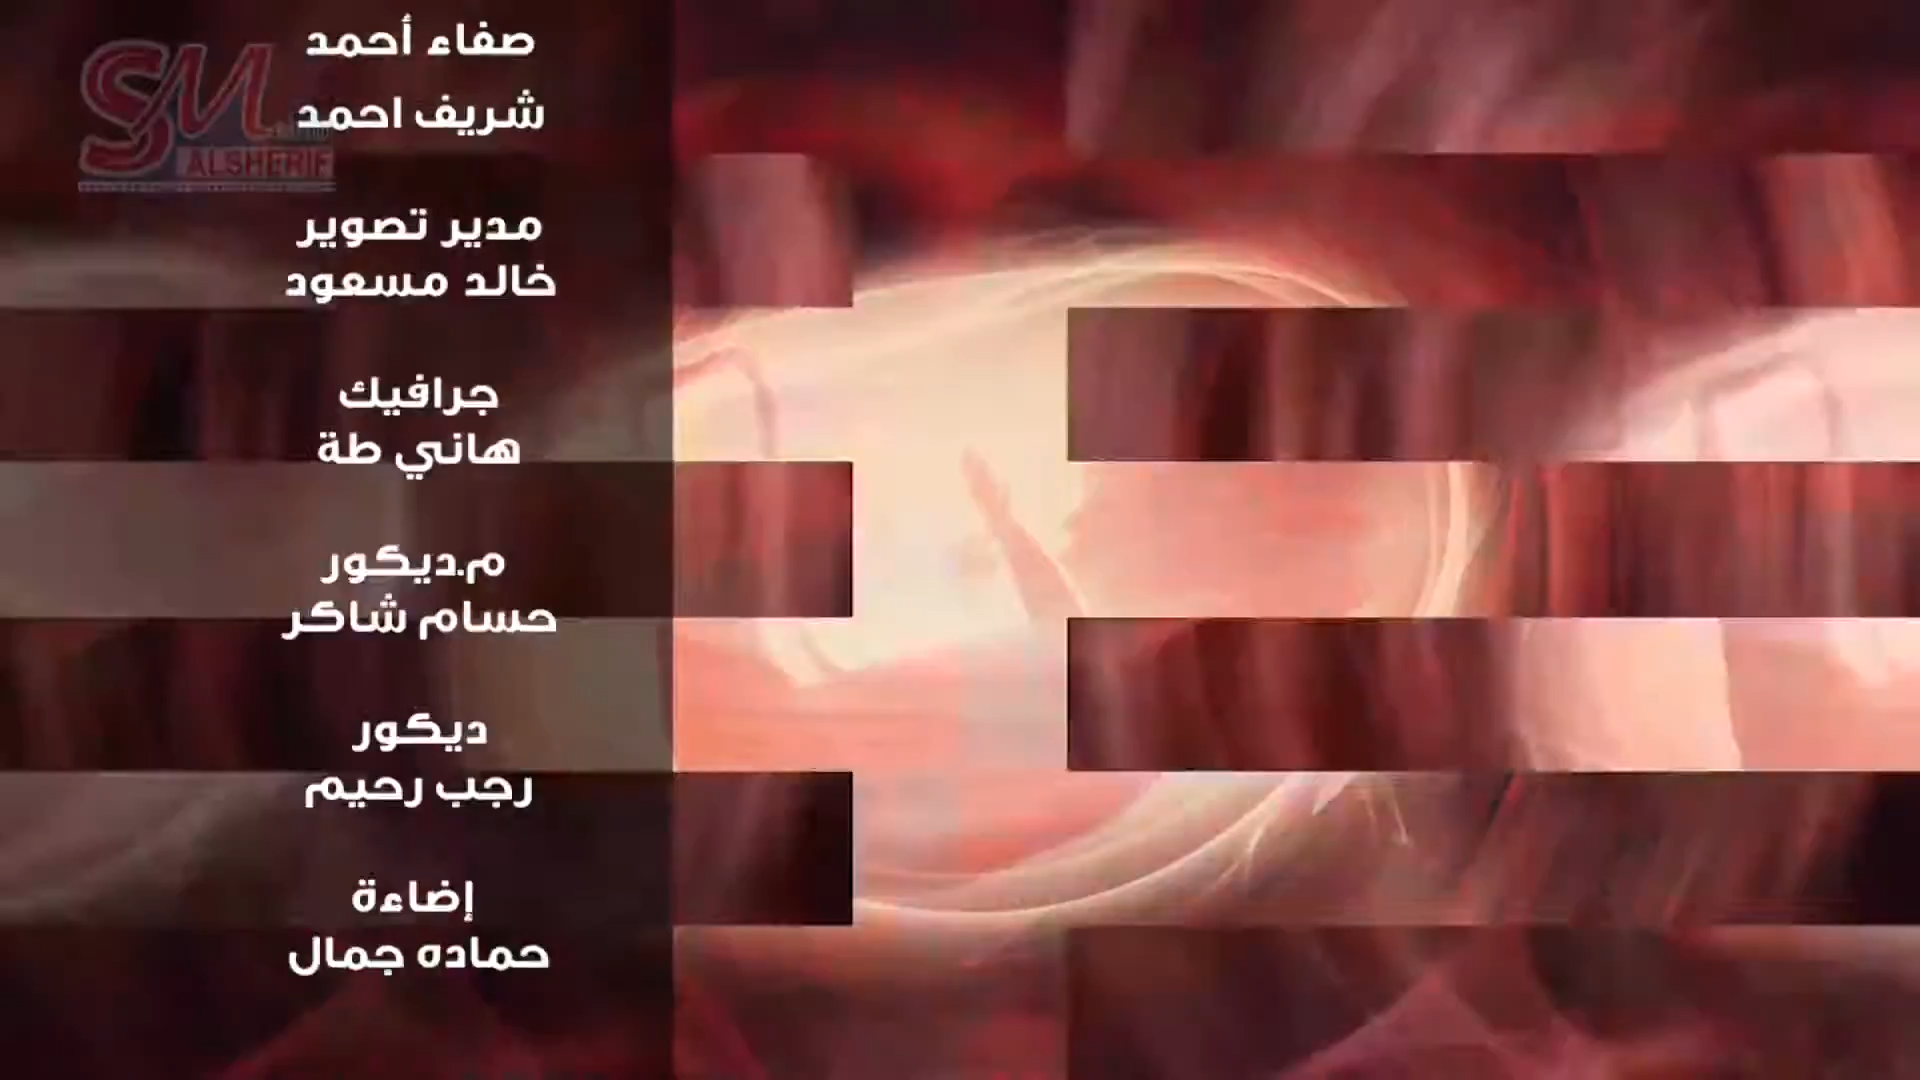 صفاء أحمد
شريف احمد
SM
ALSHERIF
مدير تصوير
خالد مسعود
جرافيك
هاني طة
م.ديكور
حسام شاكر
ديكور
رجب رحيم
إضاءة
حماده جمال